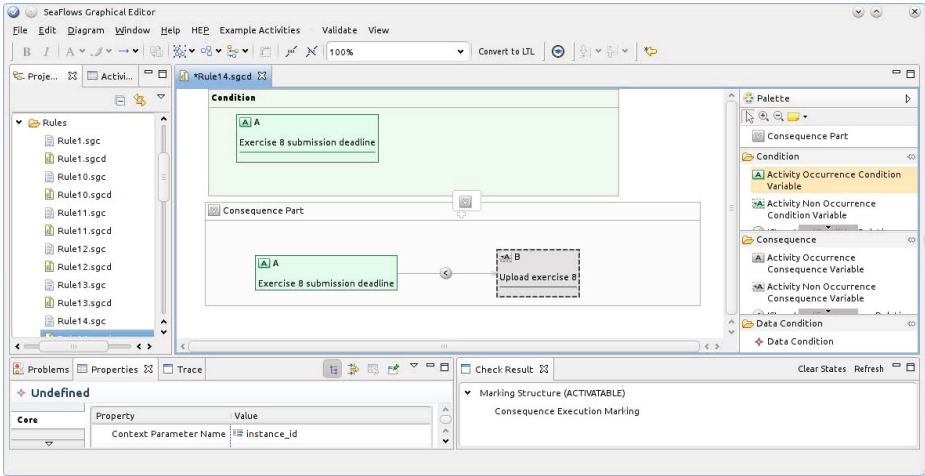 SeaFlows Graphical Editor
File Edit Diagram Window Help HEP Example Activities Validate View
B I A 100% Convert to LTL
Proje... Activi... *Rule14.sgcd
Rules
Rule1.sgc
Rule1.sgcd
Rule10.sgc
Rule10.sgcd
Rule11.sgc
Rule11.sgcd
Rule12.sgc
Rule12.sgcd
Rule13.sgc
Rule13.sgcd
Rule14.sgc
Condition
A A
Exercise 8 submission deadline
Consequence Part
A A
Exercise 8 submission deadline
<
A B
Upload exercise 8
Palette
Consequence Part
Condition
A Activity Occurrence Condition
Variable
A Activity Non Occurrence
Condition Variable
Consequence
A Activity Occurrence
Consequence Variable
A Activity Non Occurrence
Consequence Variable
Data Condition
Data Condition
Problems Properties Trace
Undefined
Core
Property Value
Context Parameter Name instance_id
Check Result Clear States Refresh
Marking Structure (ACTIVATABLE)
Consequence Execution Marking